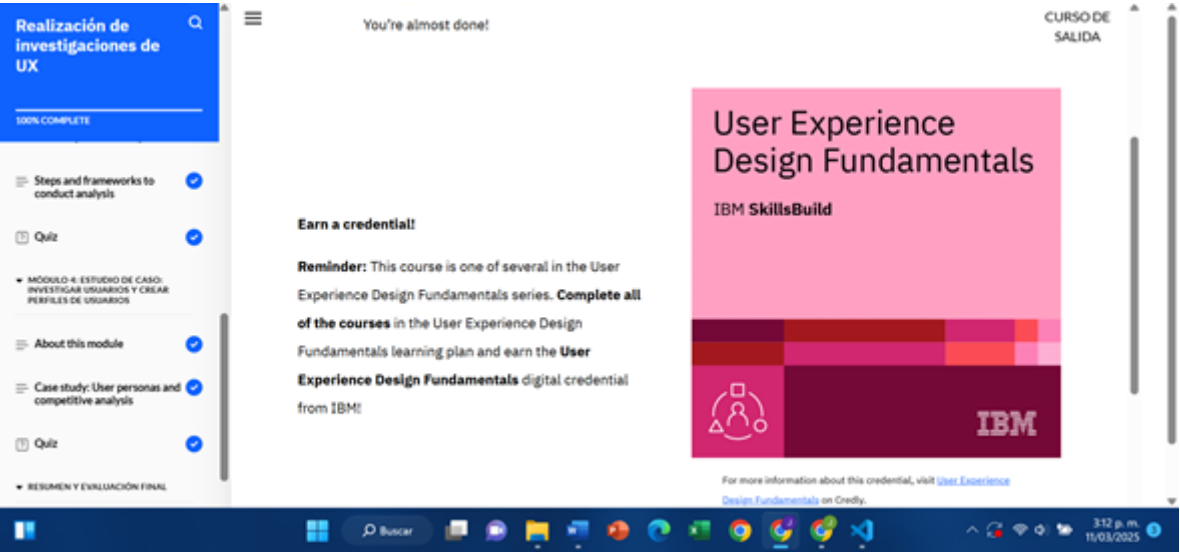 Realización de
investigaciones de
UX
100% COMPLETE
Steps and frameworks to
conduct analysis
Quiz
MÓDULO 4: ESTUDIO DE CASO:
INVESTIGAR USUARIOS Y CREAR
PERFILES DE USUARIOS
About this module
Case study: User personas and
competitive analysis
Quiz
RESUMEN Y EVALUACIÓN FINAL
You're almost done!
CURSO DE
SALIDA
Earn a credential!
Reminder: This course is one of several in the User
Experience Design Fundamentals series. Complete all
of the courses in the User Experience Design
Fundamentals learning plan and earn the User
Experience Design Fundamentals digital credential
from IBM!
User Experience
Design Fundamentals
IBM SkillsBuild
IBM
For more information about this credential, visit User Experience
Design Fundamentals on Credly.
Buscar
3:12 p. m.
11/03/2025